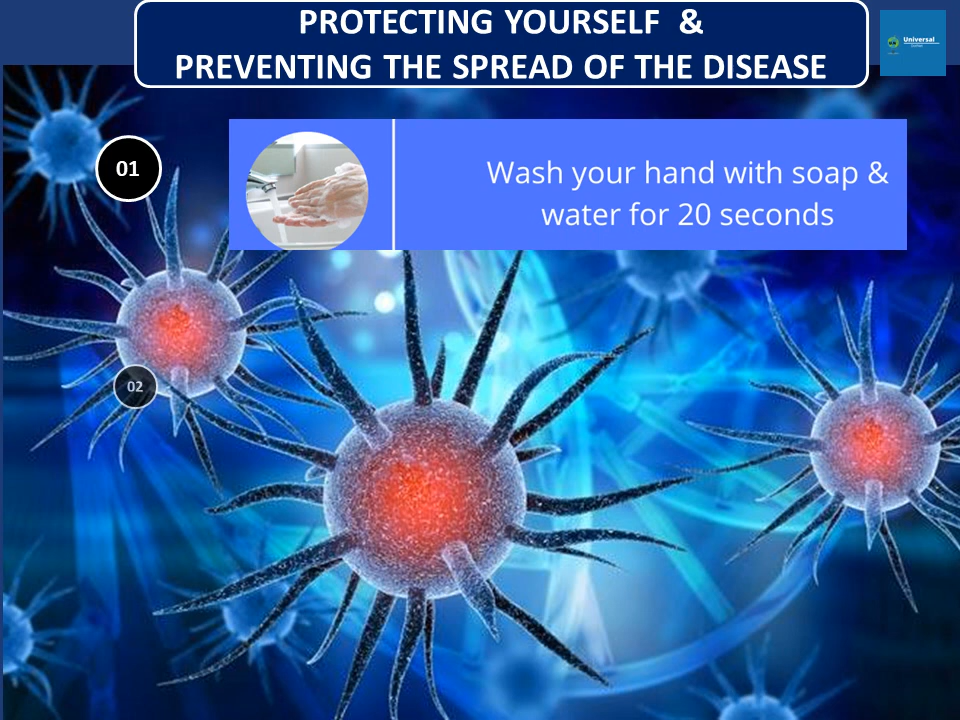 PROTECTING YOURSELF &
PREVENTING THE SPREAD OF THE DISEASE
Universal
01
Wash your hand with soap &
water for 20 seconds
02